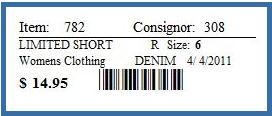 Item: 782 Consignor: 308
LIMITED SHORT R Size: 6
Womens Clothing DENIM 4/ 4/2011
$ 14.95